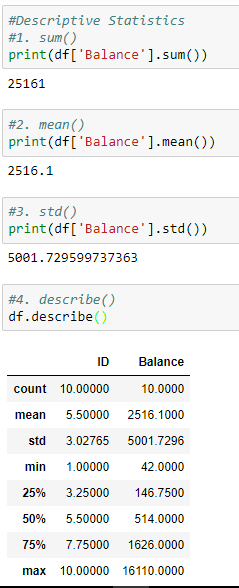 #Descriptive Statistics
#1. sum()
print(df['Balance'].sum())
25161
#2. mean()
print(df['Balance'].mean())
2516.1
#3. std()
print(df['Balance'].std())
5001.729599737363
#4. describe()
df.describe()
ID Balance
count 10.00000 10.0000
mean 5.50000 2516.1000
std 3.02765 5001.7296
min 1.00000 42.0000
25% 3.25000 146.7500
50% 5.50000 514.0000
75% 7.75000 1626.0000
max 10.00000 16110.0000